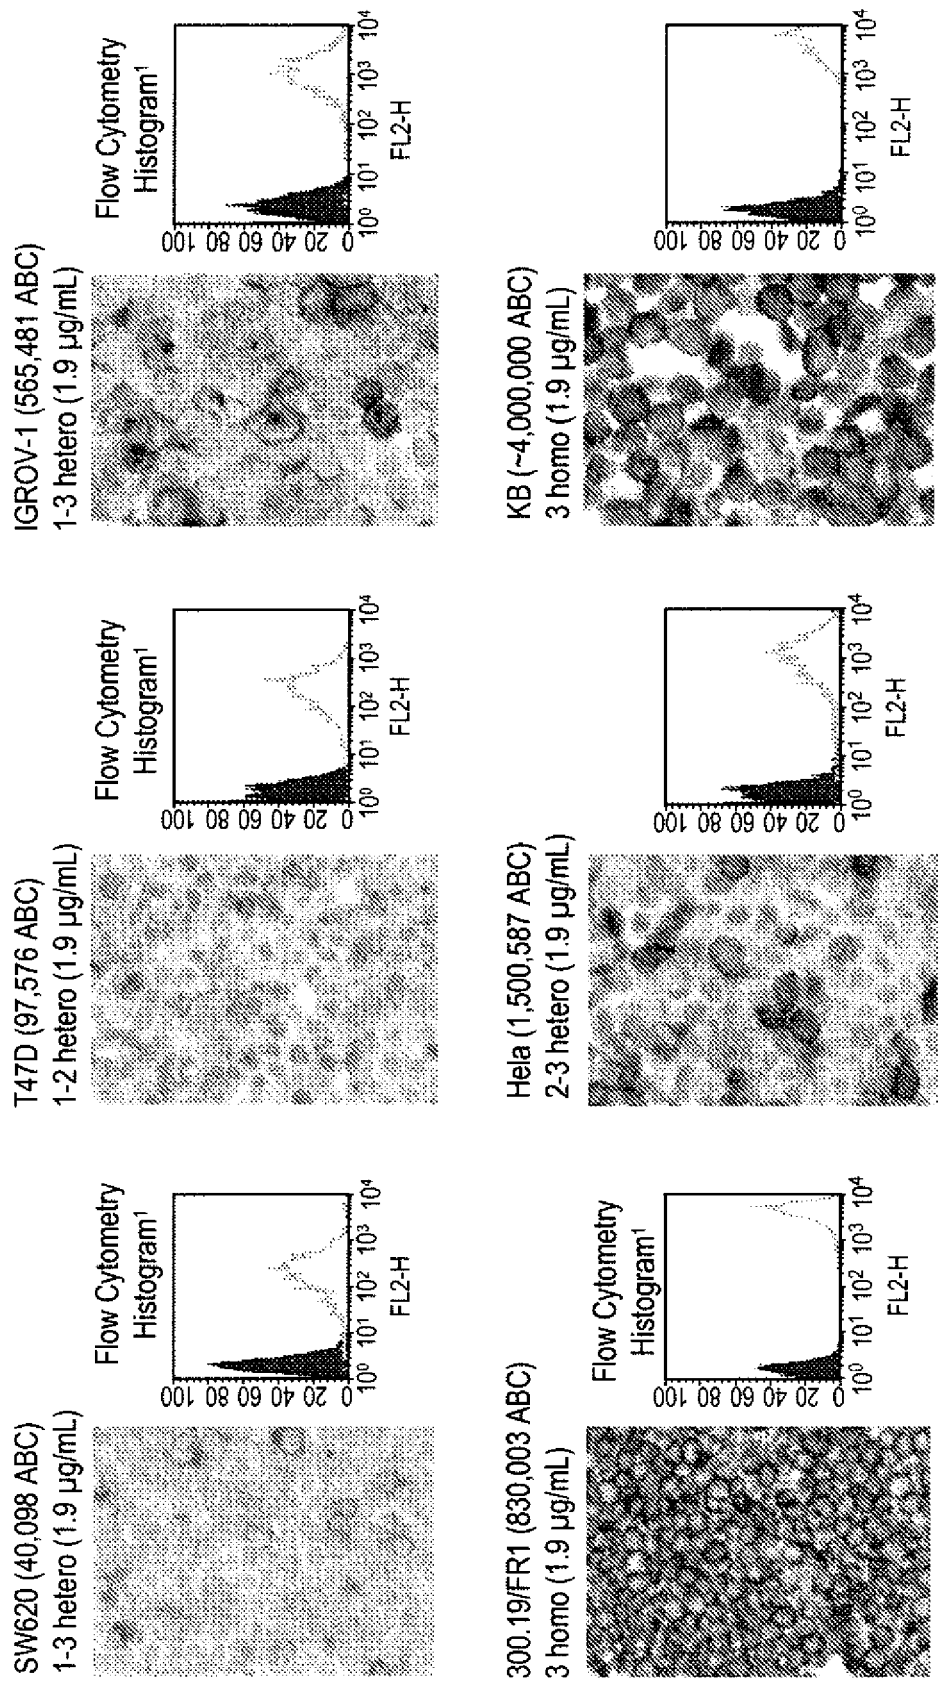 SW620 (40,098 ABC)
1-3 hetero (1.9 µg/mL)
Flow Cytometry
Histogram¹
100
80
60
40
20
0
10⁰ 10¹ 10² 10³ 10⁴
FL2-H
T47D (97,576 ABC)
1-2 hetero (1.9 µg/mL)
Flow Cytometry
Histogram¹
100
80
60
40
20
0
10⁰ 10¹ 10² 10³ 10⁴
FL2-H
IGROV-1 (565,481 ABC)
1-3 hetero (1.9 µg/mL)
Flow Cytometry
Histogram¹
100
80
60
40
20
0
10⁰ 10¹ 10² 10³ 10⁴
FL2-H
300.19/FR1 (830,003 ABC)
3 homo (1.9 µg/mL)
Flow Cytometry
Histogram¹
100
80
60
40
20
0
10⁰ 10¹ 10² 10³ 10⁴
FL2-H
Hela (1,500,587 ABC)
2-3 hetero (1.9 µg/mL)
100
80
60
40
20
0
10⁰ 10¹ 10² 10³ 10⁴
FL2-H
KB (~4,000,000 ABC)
3 homo (1.9 µg/mL)
100
80
60
40
20
0
10⁰ 10¹ 10² 10³ 10⁴
FL2-H